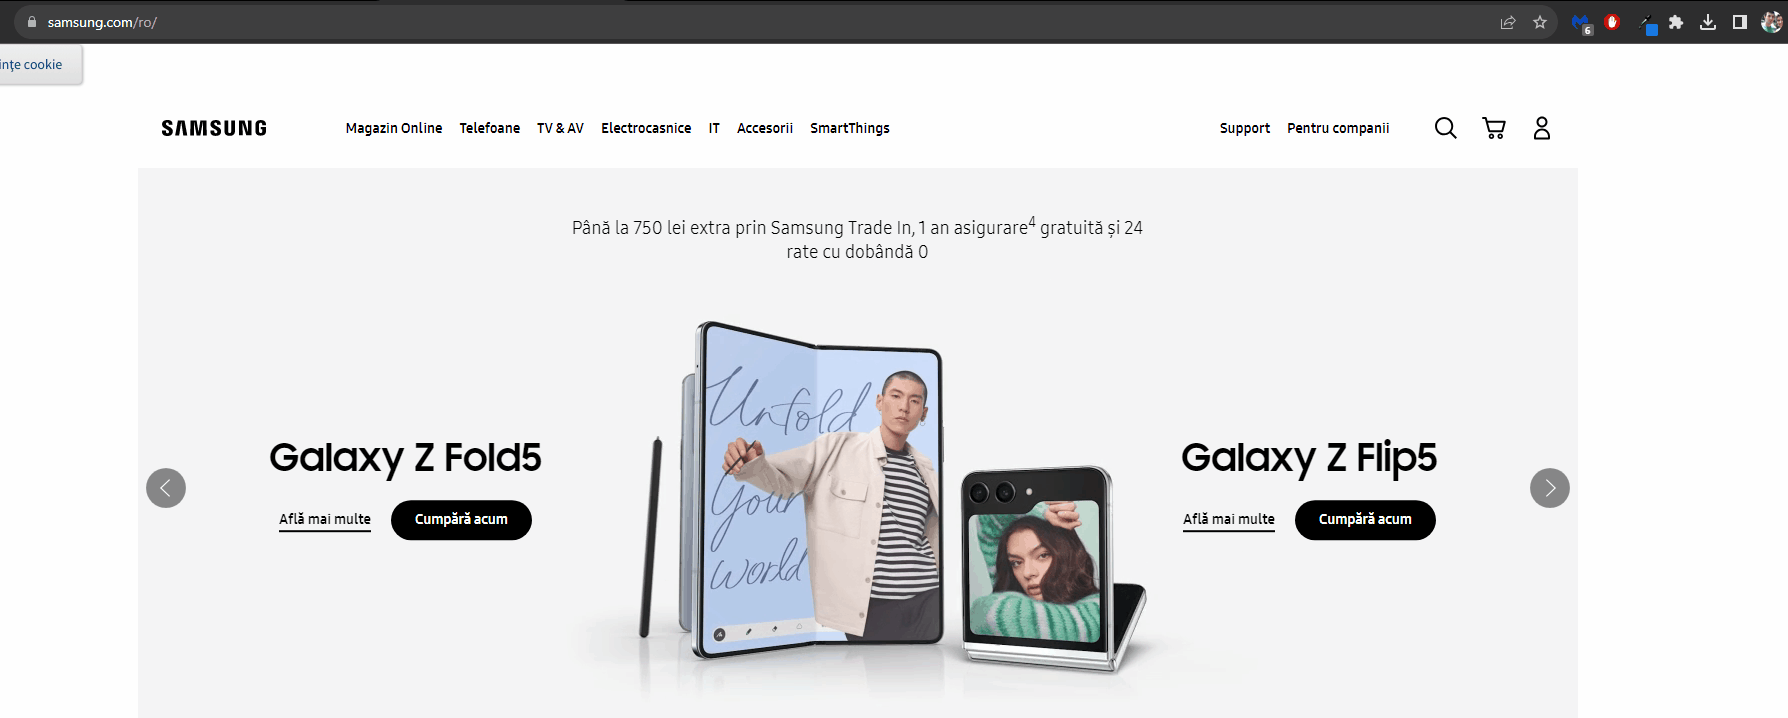 samsung.com/ro/
6
ințe cookie
SAMSUNG
Magazin Online Telefoane TV & AV Electrocasnice IT Accesorii SmartThings
Support Pentru companii
Până la 750 lei extra prin Samsung Trade In, 1 an asigurare4 gratuită și 24
rate cu dobândă 0
Unfold
Your
world
Galaxy Z Fold5
Află mai multe Cumpără acum
Galaxy Z Flip5
Află mai multe Cumpără acum